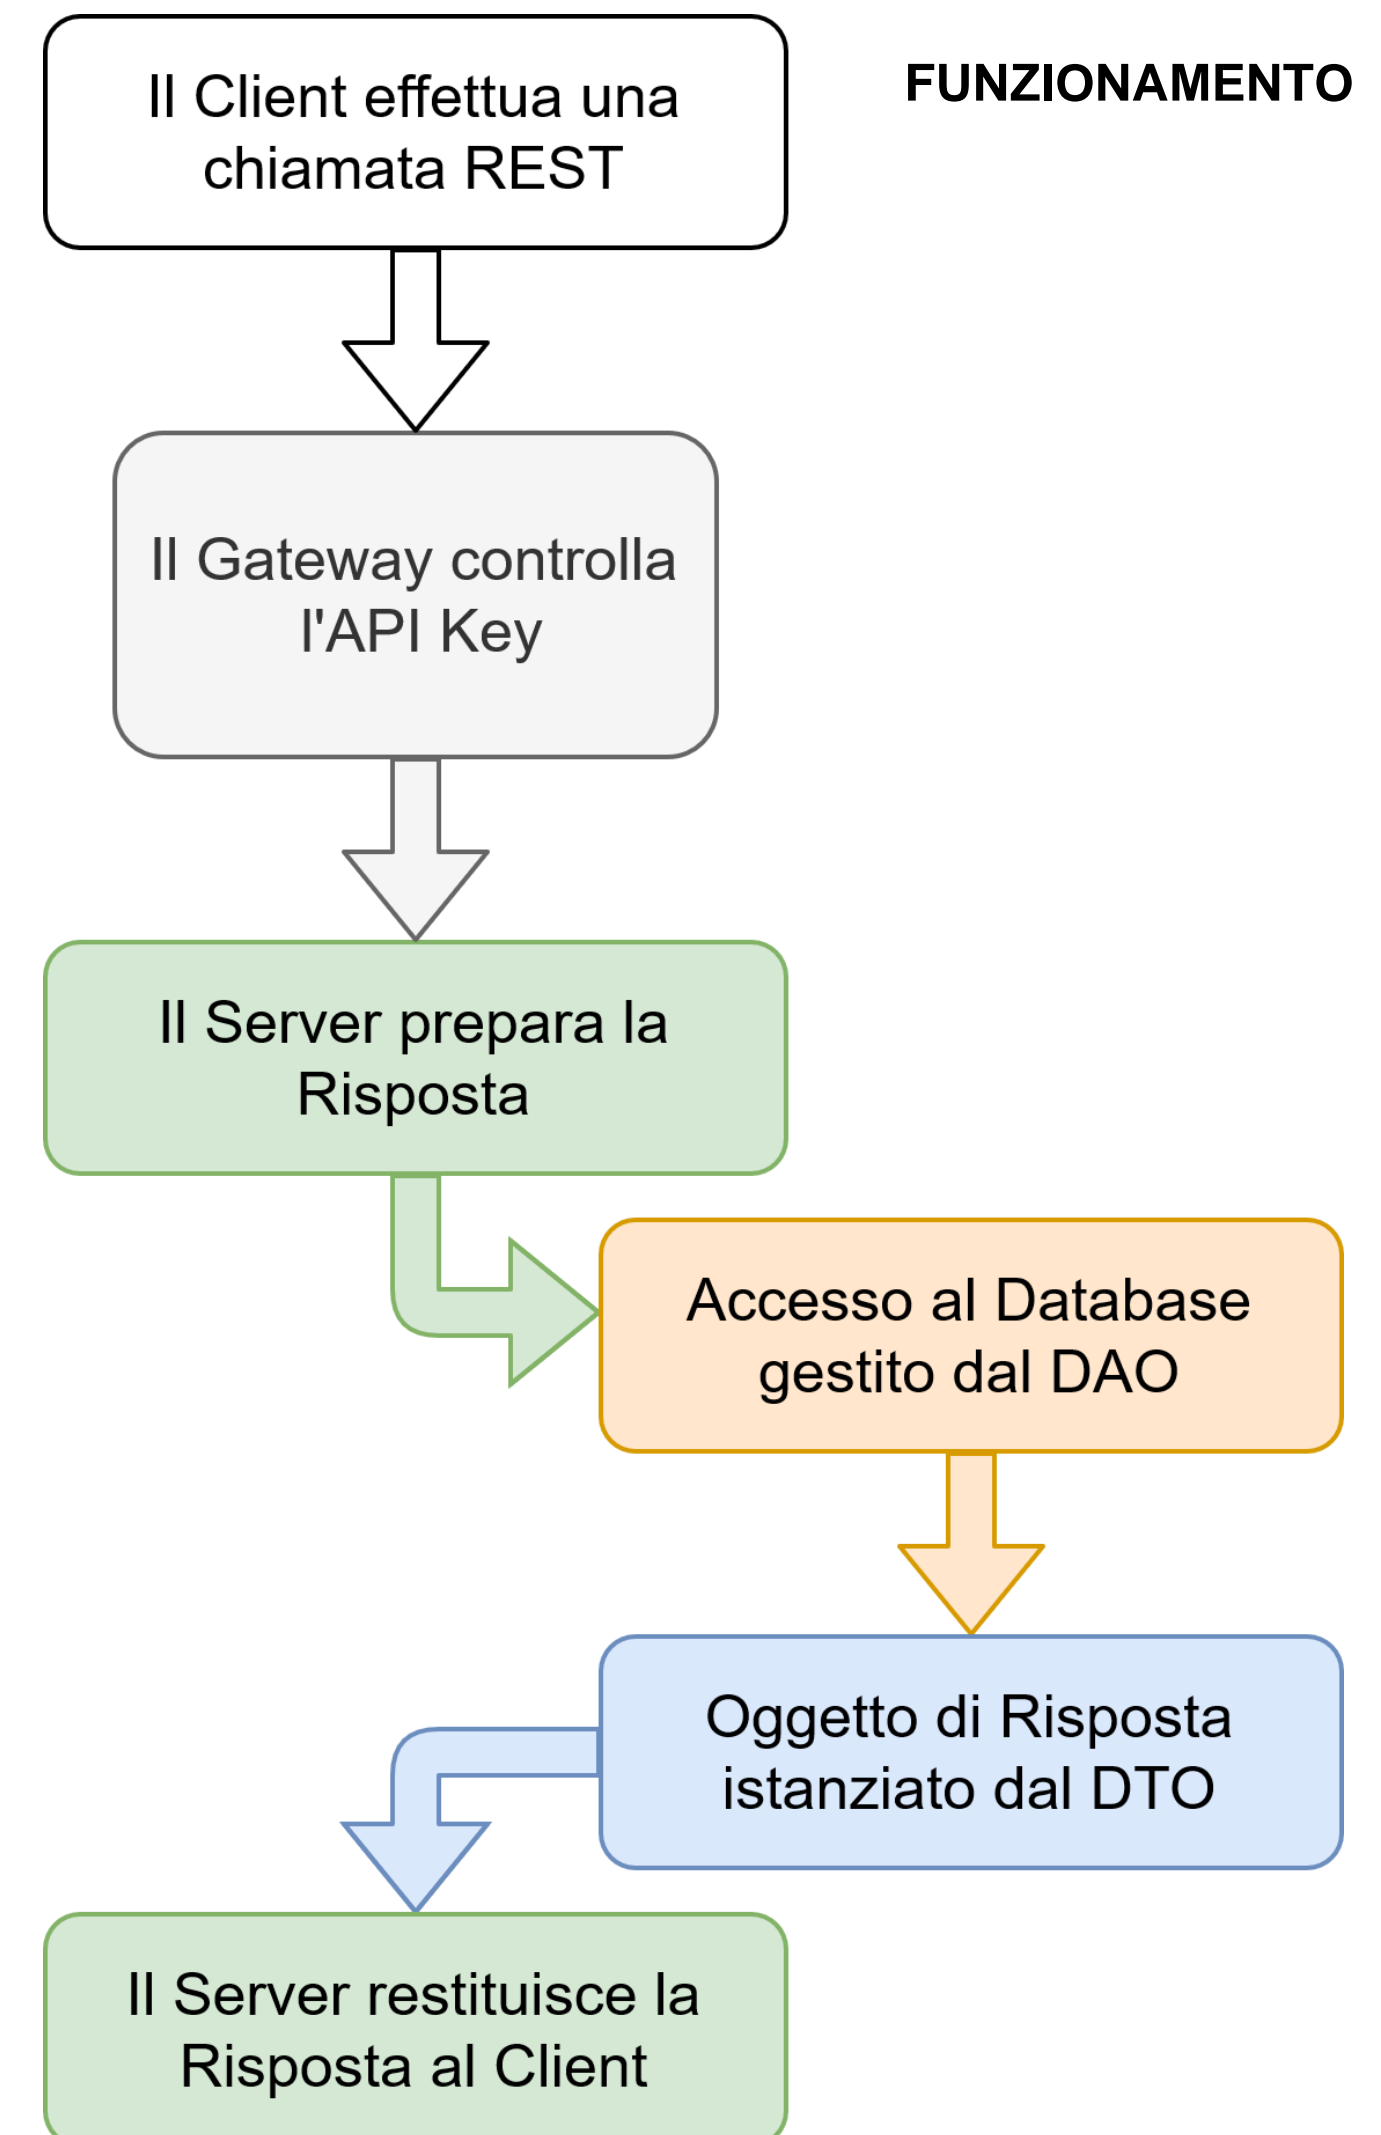 FUNZIONAMENTO
Il Client effettua una
chiamata REST
Il Gateway controlla
l'API Key
Il Server prepara la
Risposta
Accesso al Database
gestito dal DAO
Oggetto di Risposta
istanziato dal DTO
Il Server restituisce la
Risposta al Client